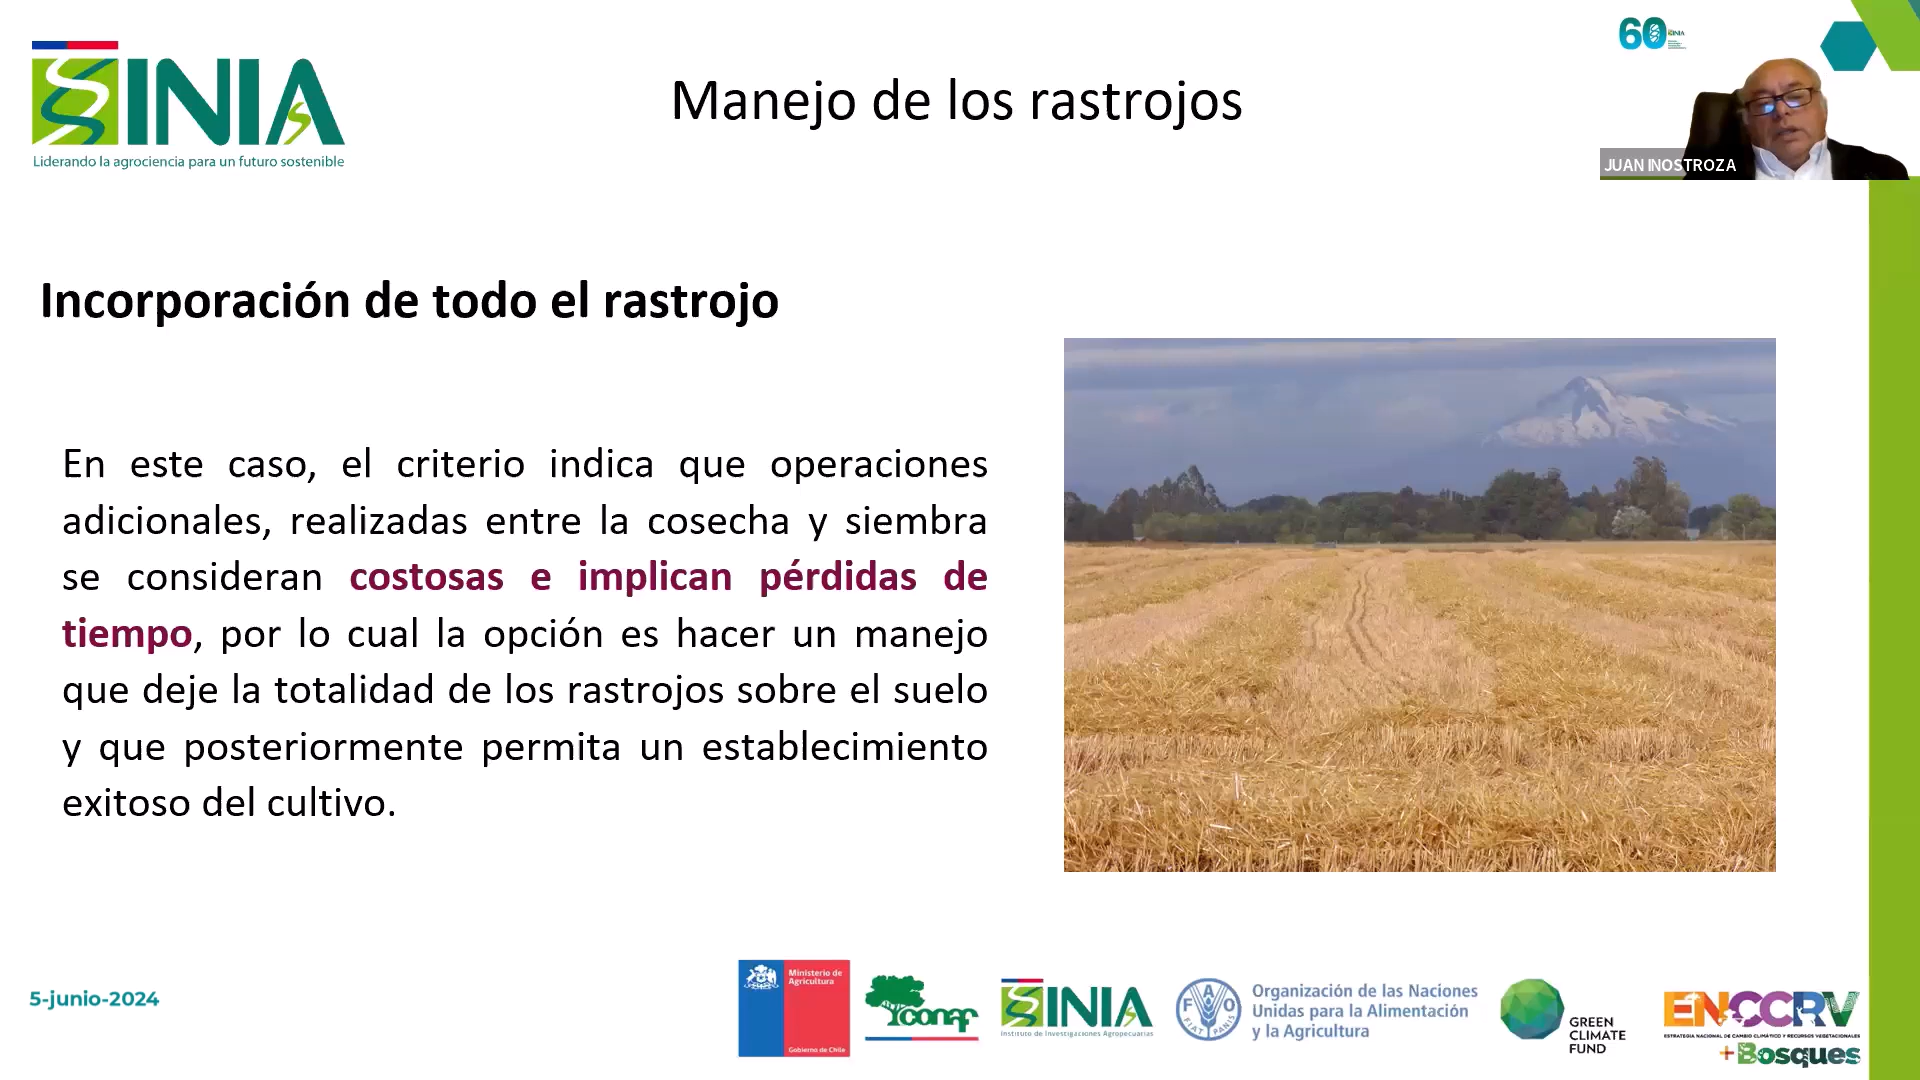 INIA
Liderando la agrociencia para un futuro sostenible
Manejo de los rastrojos
60
INIA
JUAN INOSTROZA
Incorporación de todo el rastrojo
En este caso, el criterio indica que operaciones
adicionales, realizadas entre la cosecha y siembra
se consideran costosas e implican pérdidas de
tiempo, por lo cual la opción es hacer un manejo
que deje la totalidad de los rastrojos sobre el suelo
y que posteriormente permita un establecimiento
exitoso del cultivo.
5-junio-2024
Ministerio de
Agricultura
Gobierno de Chile
conaf
INIA
Instituto de Investigaciones Agropecuarias
FAO
FIAT PANIS
Organización de las Naciones
Unidas para la Alimentación
y la Agricultura
GREEN
CLIMATE
FUND
ENCCRV
ESTRATEGIA NACIONAL DE CAMBIO CLIMÁTICO Y RECURSOS VEGETACIONALES
+Bosques